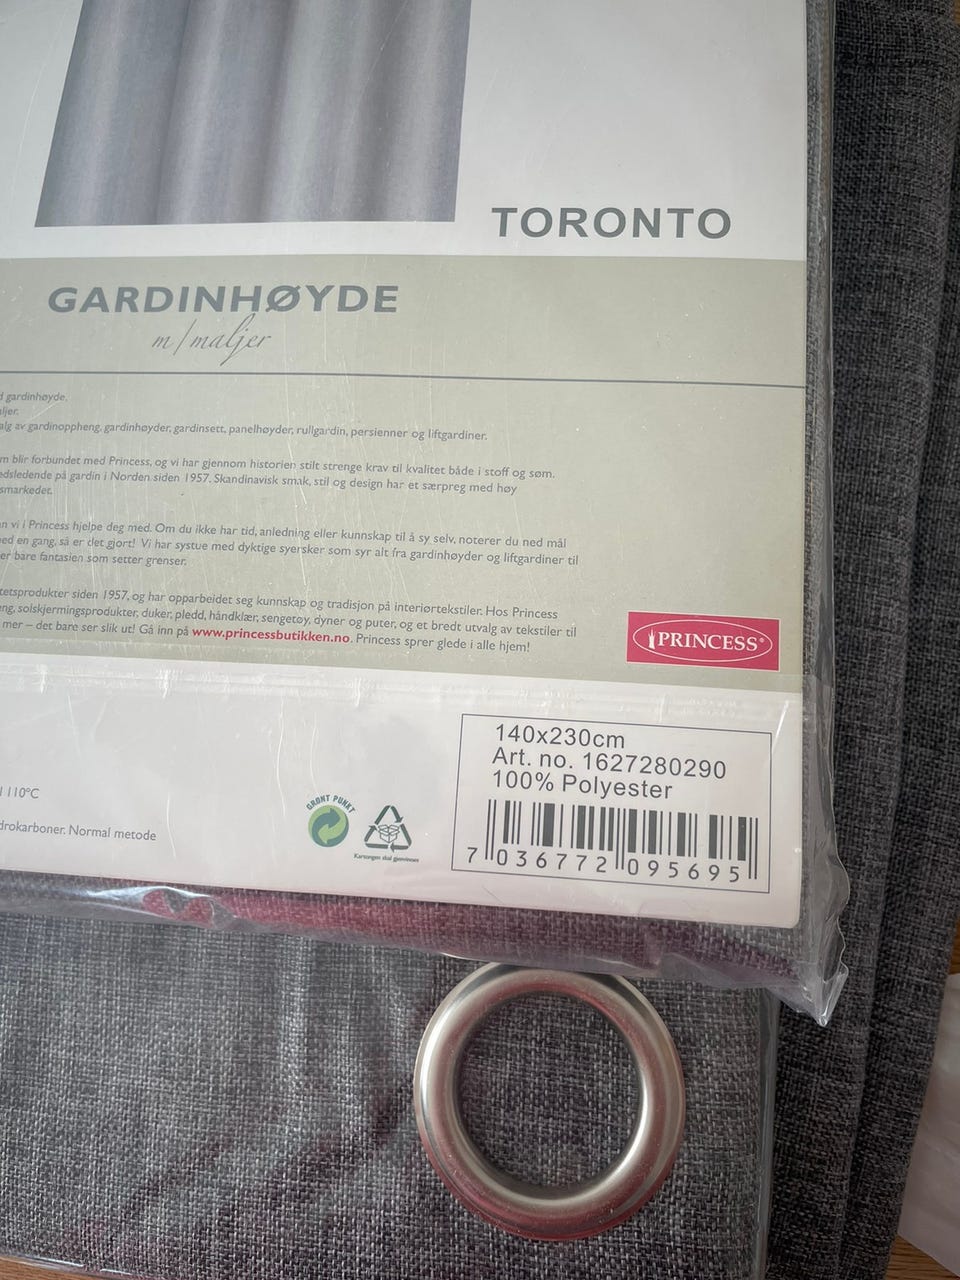 TORONTO
GARDINHØYDE
m/maljer
gardinhøyde.
av gardinoppheng, gardinhøyder, gardinsett, panelhøyder, rullgardin, persienner og liftgardiner.
blir forbundet med Princess, og vi har gjennom historien stilt strenge krav til kvalitet både i stoff og søm.
på gardin i Norden siden 1957. Skandinavisk smak, stil og design har et særpreg med høy
vi i Princess hjelpe deg med. Om du ikke har tid, anledning eller kunnskap til å sy selv, noterer du ned mål
en gang, så er det gjort! Vi har systue med dyktige syersker som syr alt fra gardinhøyder og liftgardiner til
er bare fantasien som setter grenser.
siden 1957, og har opparbeidet seg kunnskap og tradisjon på interiørtekstiler. Hos Princess
solskjermingsprodukter, duker, pledd, håndklær, sengetøy, dyner og puter, og et bredt utvalg av tekstiler til
mer – det bare ser slik ut! Gå inn på www.princessbutikken.no. Princess sprer glede i alle hjem!
PRINCESS®
140x230cm
Art. no. 1627280290
100% Polyester
7 036772 095695
110°C
GRØNT PUNKT
Kartongen skal gjenvinnes
drokarboner. Normal metode